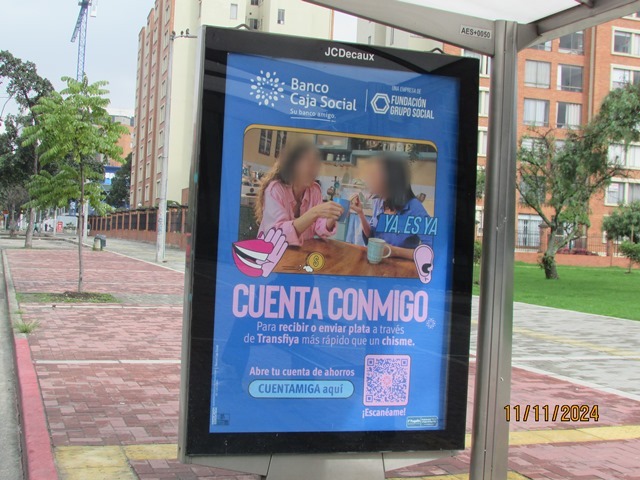 AES+0050
JCDecaux
Banco
Caja Social
Su banco amigo.
UNA EMPRESA DE
FUNDACIÓN
GRUPO SOCIAL
YA, ES YA
CUENTA CONMIGO
Para recibir o enviar plata a través
de Transfiya más rápido que un chisme.
Abre tu cuenta de ahorros
CUENTAMIGA aquí
¡Escanéame!
11/11/2024